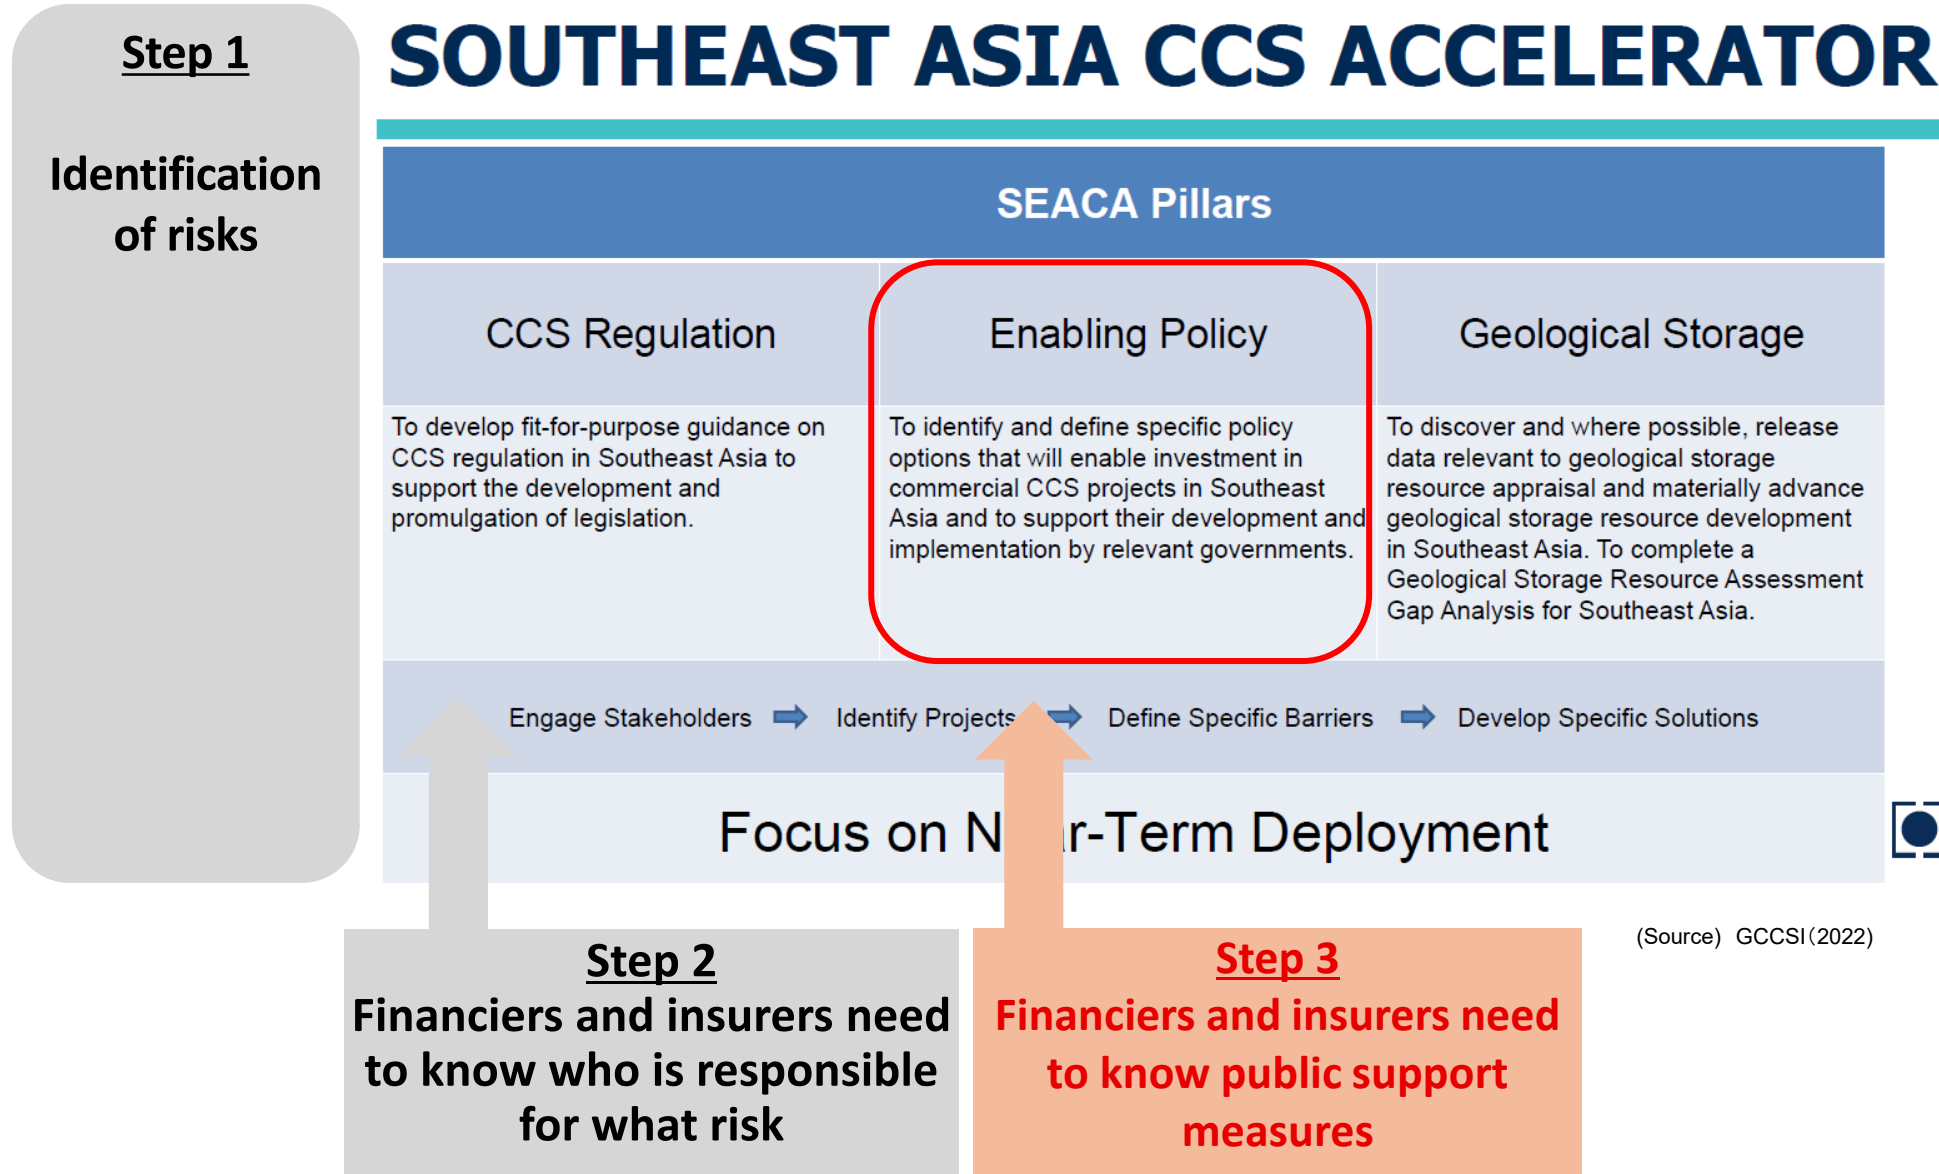 Step 1
Identification
of risks
SOUTHEAST ASIA CCS ACCELERATOR
SEACA Pillars
CCS Regulation
Enabling Policy
Geological Storage
To develop fit-for-purpose guidance on
CCS regulation in Southeast Asia to
support the development and
promulgation of legislation.
To identify and define specific policy
options that will enable investment in
commercial CCS projects in Southeast
Asia and to support their development and
implementation by relevant governments.
To discover and where possible, release
data relevant to geological storage
resource appraisal and materially advance
geological storage resource development
in Southeast Asia. To complete a
Geological Storage Resource Assessment
Gap Analysis for Southeast Asia.
Engage Stakeholders Identify Projects Define Specific Barriers Develop Specific Solutions
Focus on r-Term Deployment
(Source) GCCSI(2022)
Step 2
Financiers and insurers need
to know who is responsible
for what risk
Step 3
Financiers and insurers need
to know public support
measures